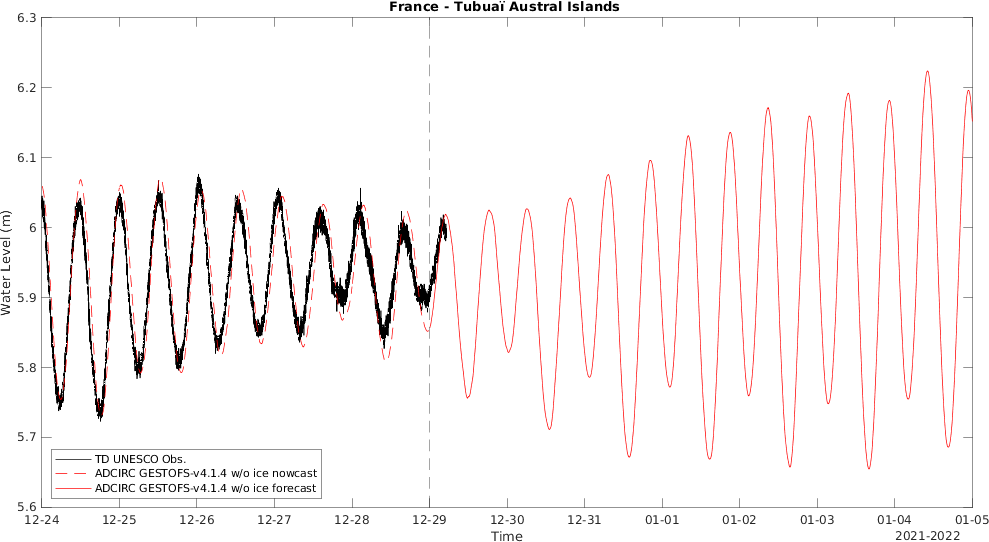 France - Tubuaï Austral Islands
6.3
6.2
6.1
6
5.9
5.8
5.7
5.6
Water Level (m)
TD UNESCO Obs.
ADCIRC GESTOFS-v4.1.4 w/o ice nowcast
ADCIRC GESTOFS-v4.1.4 w/o ice forecast
12-24 12-25 12-26 12-27 12-28 12-29 12-30 12-31 01-01 01-02 01-03 01-04 01-05
Time
2021-2022